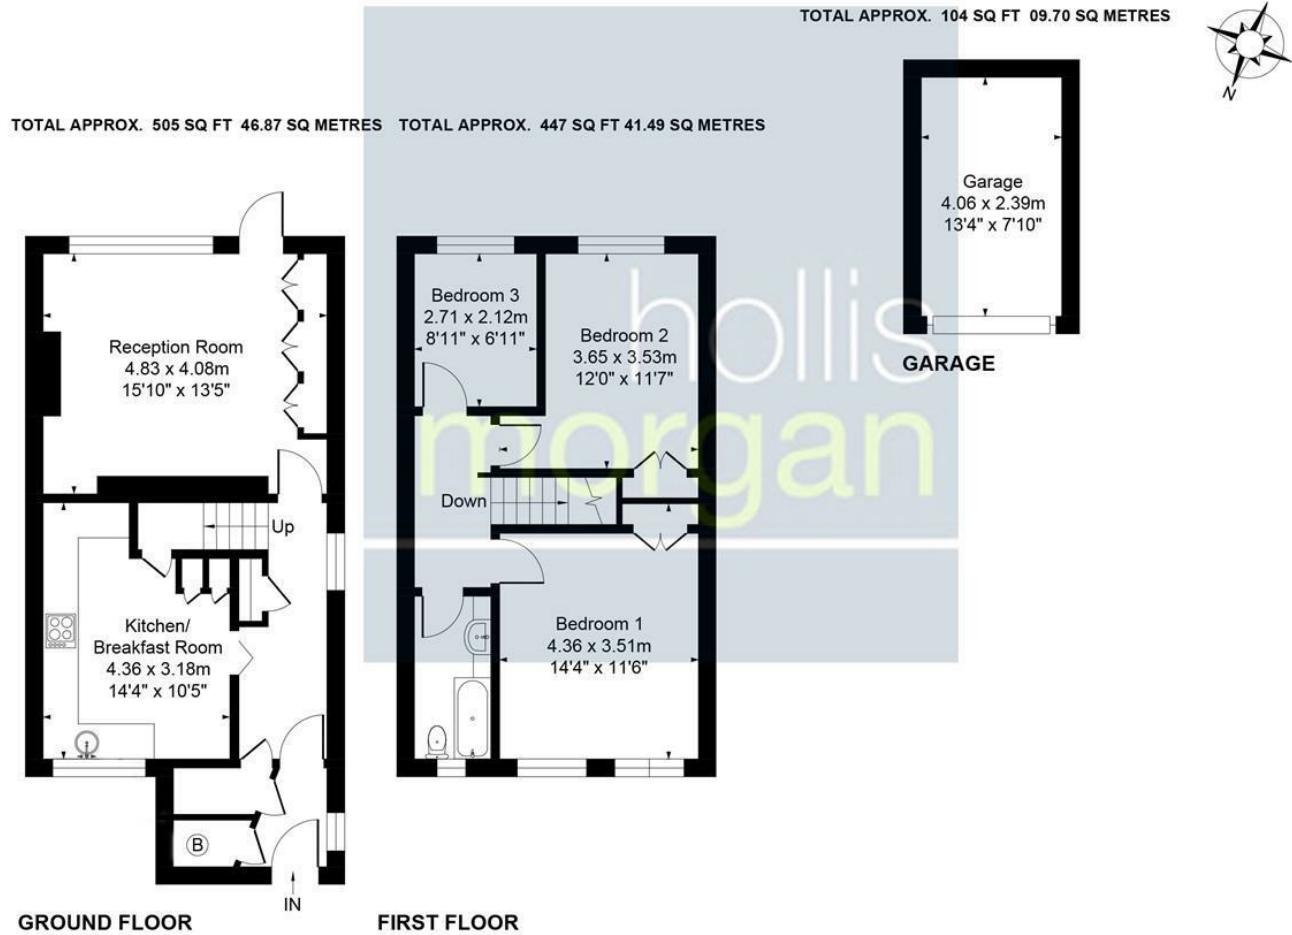 TOTAL APPROX. 104 SQ FT 09.70 SQ METRES
N
TOTAL APPROX. 505 SQ FT 46.87 SQ METRES
TOTAL APPROX. 447 SQ FT 41.49 SQ METRES
Garage
4.06 x 2.39m
13'4" x 7'10"
GARAGE
hollis
morgan
Reception Room
4.83 x 4.08m
15'10" x 13'5"
Bedroom 3
2.71 x 2.12m
8'11" x 6'11"
Bedroom 2
3.65 x 3.53m
12'0" x 11'7"
Up
Down
Kitchen/
Breakfast Room
4.36 x 3.18m
14'4" x 10'5"
Bedroom 1
4.36 x 3.51m
14'4" x 11'6"
B
IN
GROUND FLOOR
FIRST FLOOR